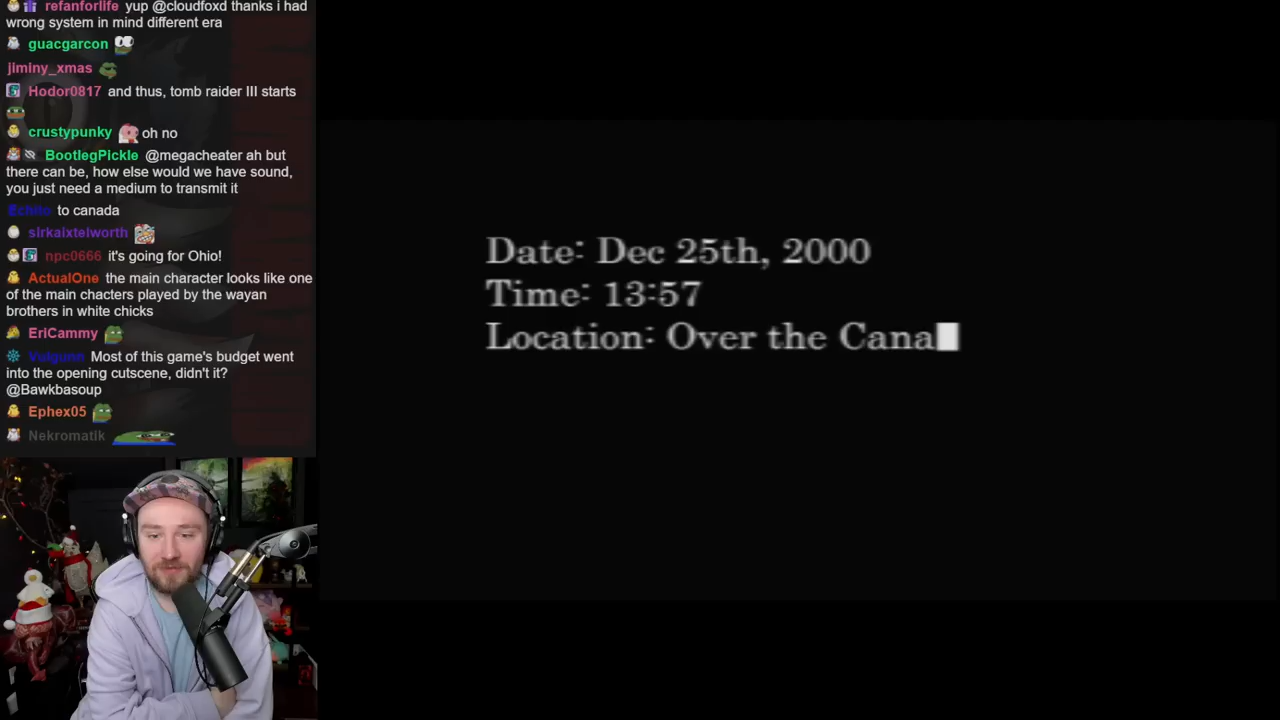 refanforlife yup @cloudfoxd thanks i had
wrong system in mind different era
guacgarcon
jiminy_xmas
Hodor0817 and thus, tomb raider III starts
crustypunky oh no
BootlegPickle @megacheater ah but
there can be, how else would we have sound,
you just need a medium to transmit it
Echilo to canada
sirkaixtelworth
npc0666 it's going for Ohio!
ActualOne the main character looks like one
of the main chacters played by the wayan
brothers in white chicks
EriCammy
Vulgunn Most of this game's budget went
into the opening cutscene, didn't it?
@Bawkbasoup
Ephex05
Nekromatik
Date: Dec 25th, 2000
Time: 13:57
Location: Over the Cana